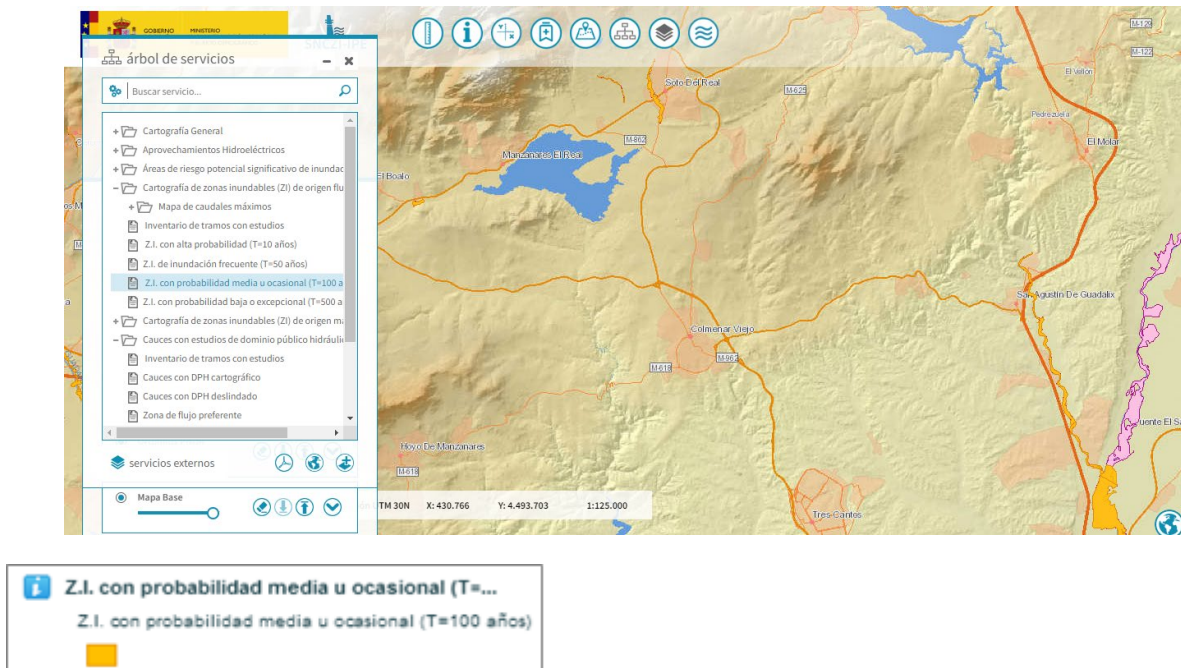 GOBIERNO MINISTERIO
SNCZI-IPE
árbol de servicios
Buscar servicio...
Cartografía General
Aprovechamientos Hidroeléctricos
Áreas de riesgo potencial significativo de inundac
Cartografía de zonas inundables (ZI) de origen flu
Mapa de caudales máximos
Inventario de tramos con estudios
Z.I. con alta probabilidad (T=10 años)
Z.I. de inundación frecuente (T=50 años)
Z.I. con probabilidad media u ocasional (T=100 a
Z.I. con probabilidad baja o excepcional (T=500 a
Cartografía de zonas inundables (ZI) de origen ma
Cauces con estudios de dominio público hidráulic
Inventario de tramos con estudios
Cauces con DPH cartográfico
Cauces con DPH deslindado
Zona de flujo preferente
servicios externos
Mapa Base
UTM 30N X: 430.766 Y: 4.493.703 1:125.000
M-129
M-122
El Vellón
Soto Del Real
M-625
Pedrezuela
M-862
El Molar
Manzanares El Real
El Boalo
San Agustín De Guadalix
Colmenar Viejo
M-962
M-618
uente El Sa
Hoyo De Manzanares
M-618
Tres Cantos
Z.I. con probabilidad media u ocasional (T=...
Z.I. con probabilidad media u ocasional (T=100 años)